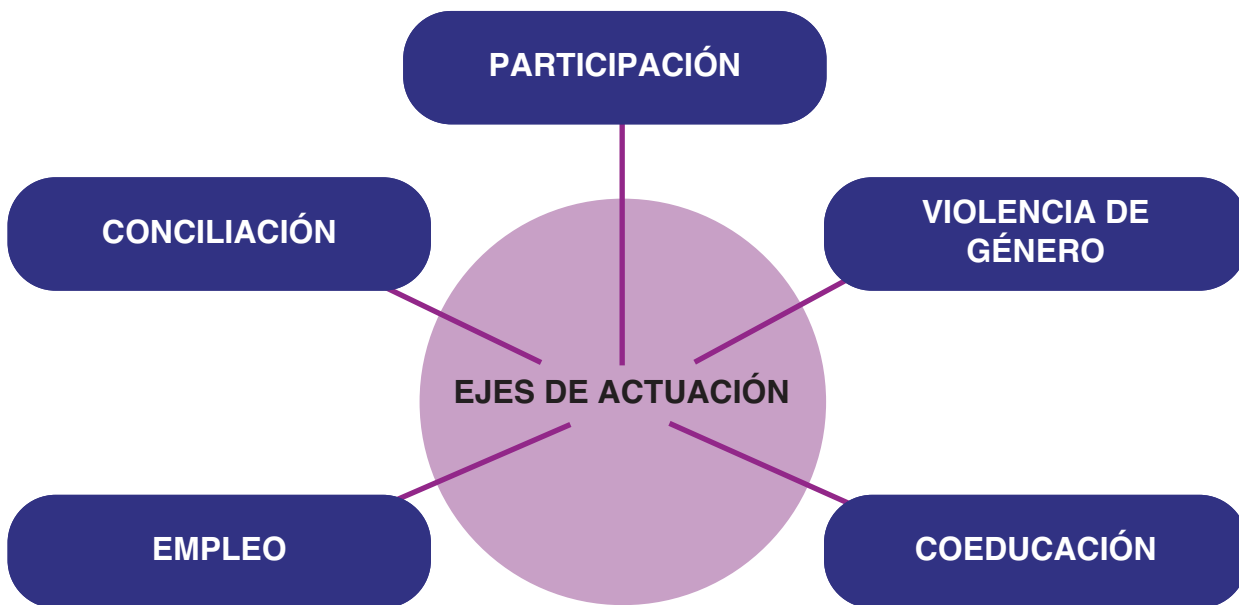 PARTICIPACIÓN
CONCILIACIÓN
VIOLENCIA DE
GÉNERO
EJES DE ACTUACIÓN
EMPLEO
COEDUCACIÓN